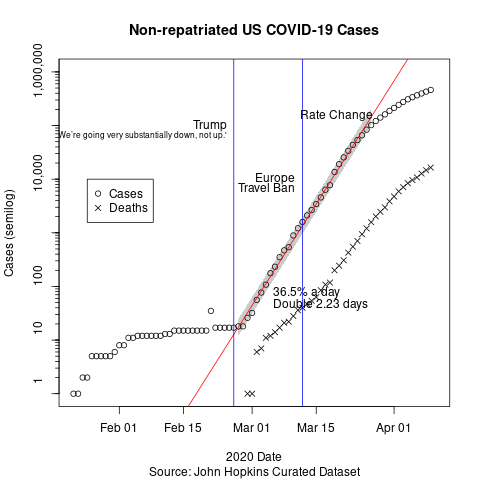 Non-repatriated US COVID-19 Cases
1,000,000
10,000
100
10
1
Cases (semilog)
Trump
'We're going very substantially down, not up.'
Rate Change
Europe
Travel Ban
Cases
Deaths
36.5% a day
Double 2.23 days
Feb 01
Feb 15
Mar 01
Mar 15
Apr 01
2020 Date
Source: John Hopkins Curated Dataset